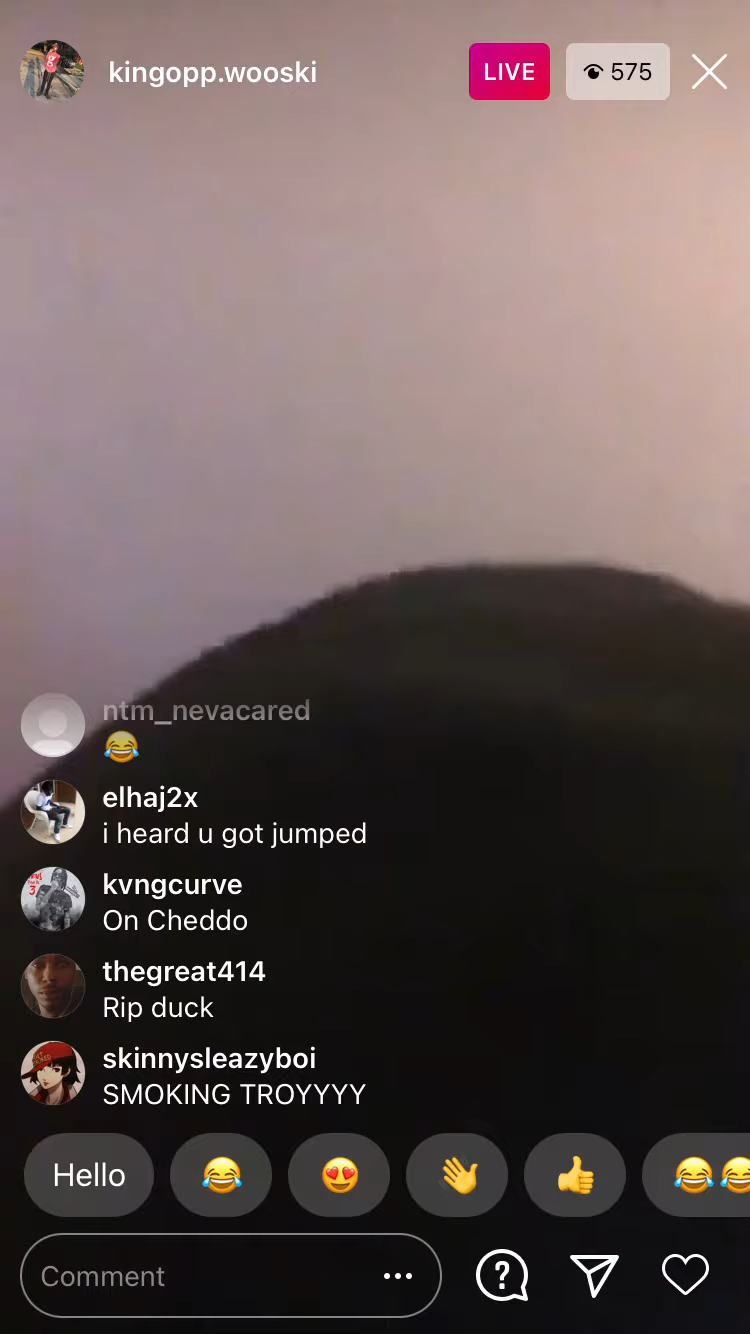 kingopp.wooski
LIVE
575
ntm_nevacared
😂
elhaj2x
i heard u got jumped
kvngcurve
On Cheddo
thegreat414
Rip duck
skinnysleazyboi
SMOKING TROYYYY
Hello 😂 😍 👋 👍 😂😂
Comment